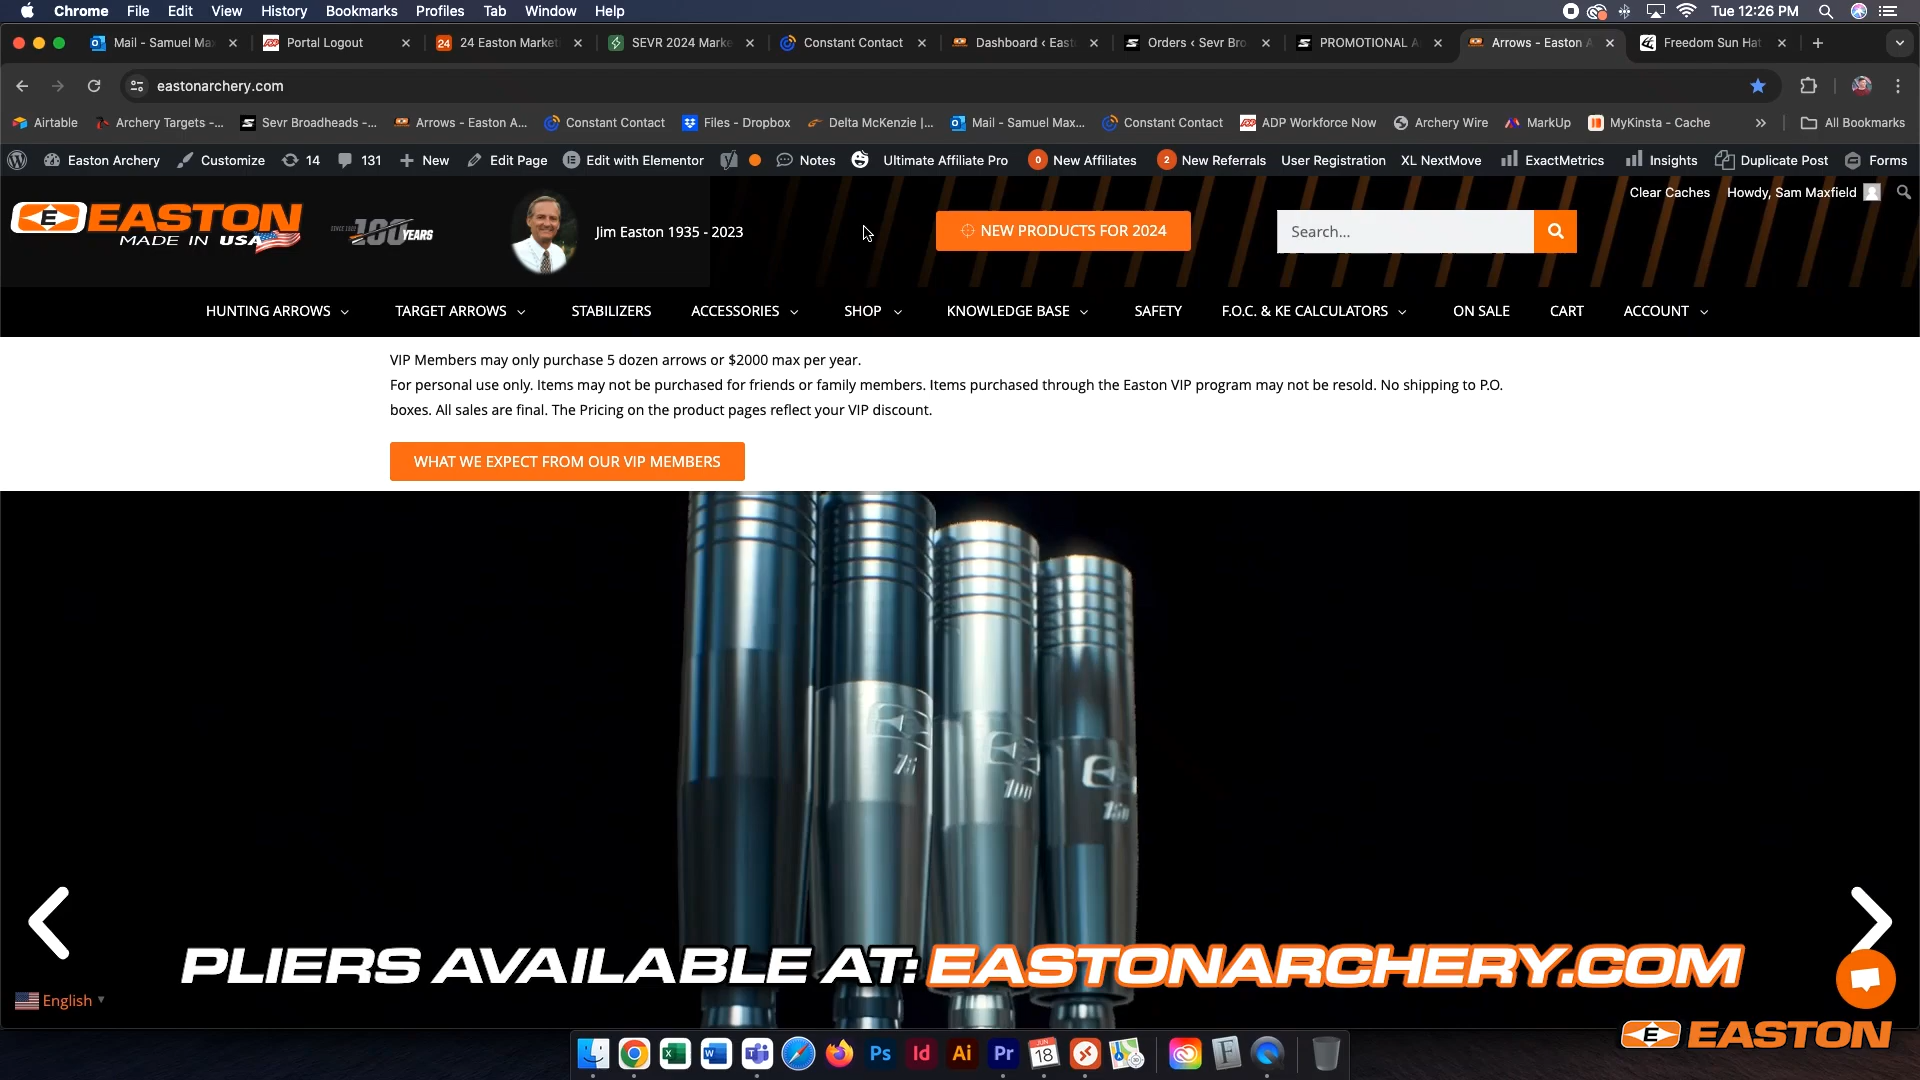 Chrome File Edit View History Bookmarks Profiles Tab Window Help Tue 12:26 PM
Mail - Samuel Ma Portal Logout 24 Easton Market SEVR 2024 Marke Constant Contact Dashboard ‹ East Orders ‹ Sevr Bro PROMOTIONAL A Arrows - Easton A Freedom Sun Hat
eastonarchery.com
Airtable Archery Targets -... Sevr Broadheads -... Arrows - Easton A... Constant Contact Files - Dropbox Delta McKenzie |... Mail - Samuel Max... Constant Contact ADP Workforce Now Archery Wire MarkUp MyKinsta - Cache » All Bookmarks
Easton Archery Customize 14 131 New Edit Page Edit with Elementor Notes Ultimate Affiliate Pro 0 New Affiliates 2 New Referrals User Registration XL NextMove ExactMetrics Insights Duplicate Post Forms
Clear Caches Howdy, Sam Maxfield
E EASTON
MADE IN USA
100 YEARS
Jim Easton 1935 - 2023
NEW PRODUCTS FOR 2024
Search...
HUNTING ARROWS TARGET ARROWS STABILIZERS ACCESSORIES SHOP KNOWLEDGE BASE SAFETY F.O.C. & KE CALCULATORS ON SALE CART ACCOUNT
VIP Members may only purchase 5 dozen arrows or $2000 max per year.
For personal use only. Items may not be purchased for friends or family members. Items purchased through the Easton VIP program may not be resold. No shipping to P.O.
boxes. All sales are final. The Pricing on the product pages reflect your VIP discount.
WHAT WE EXPECT FROM OUR VIP MEMBERS
75
100
150
PLIERS AVAILABLE AT: EASTONARCHERY.COM
English
E EASTON
Ps Id Ai Pr JUN 18